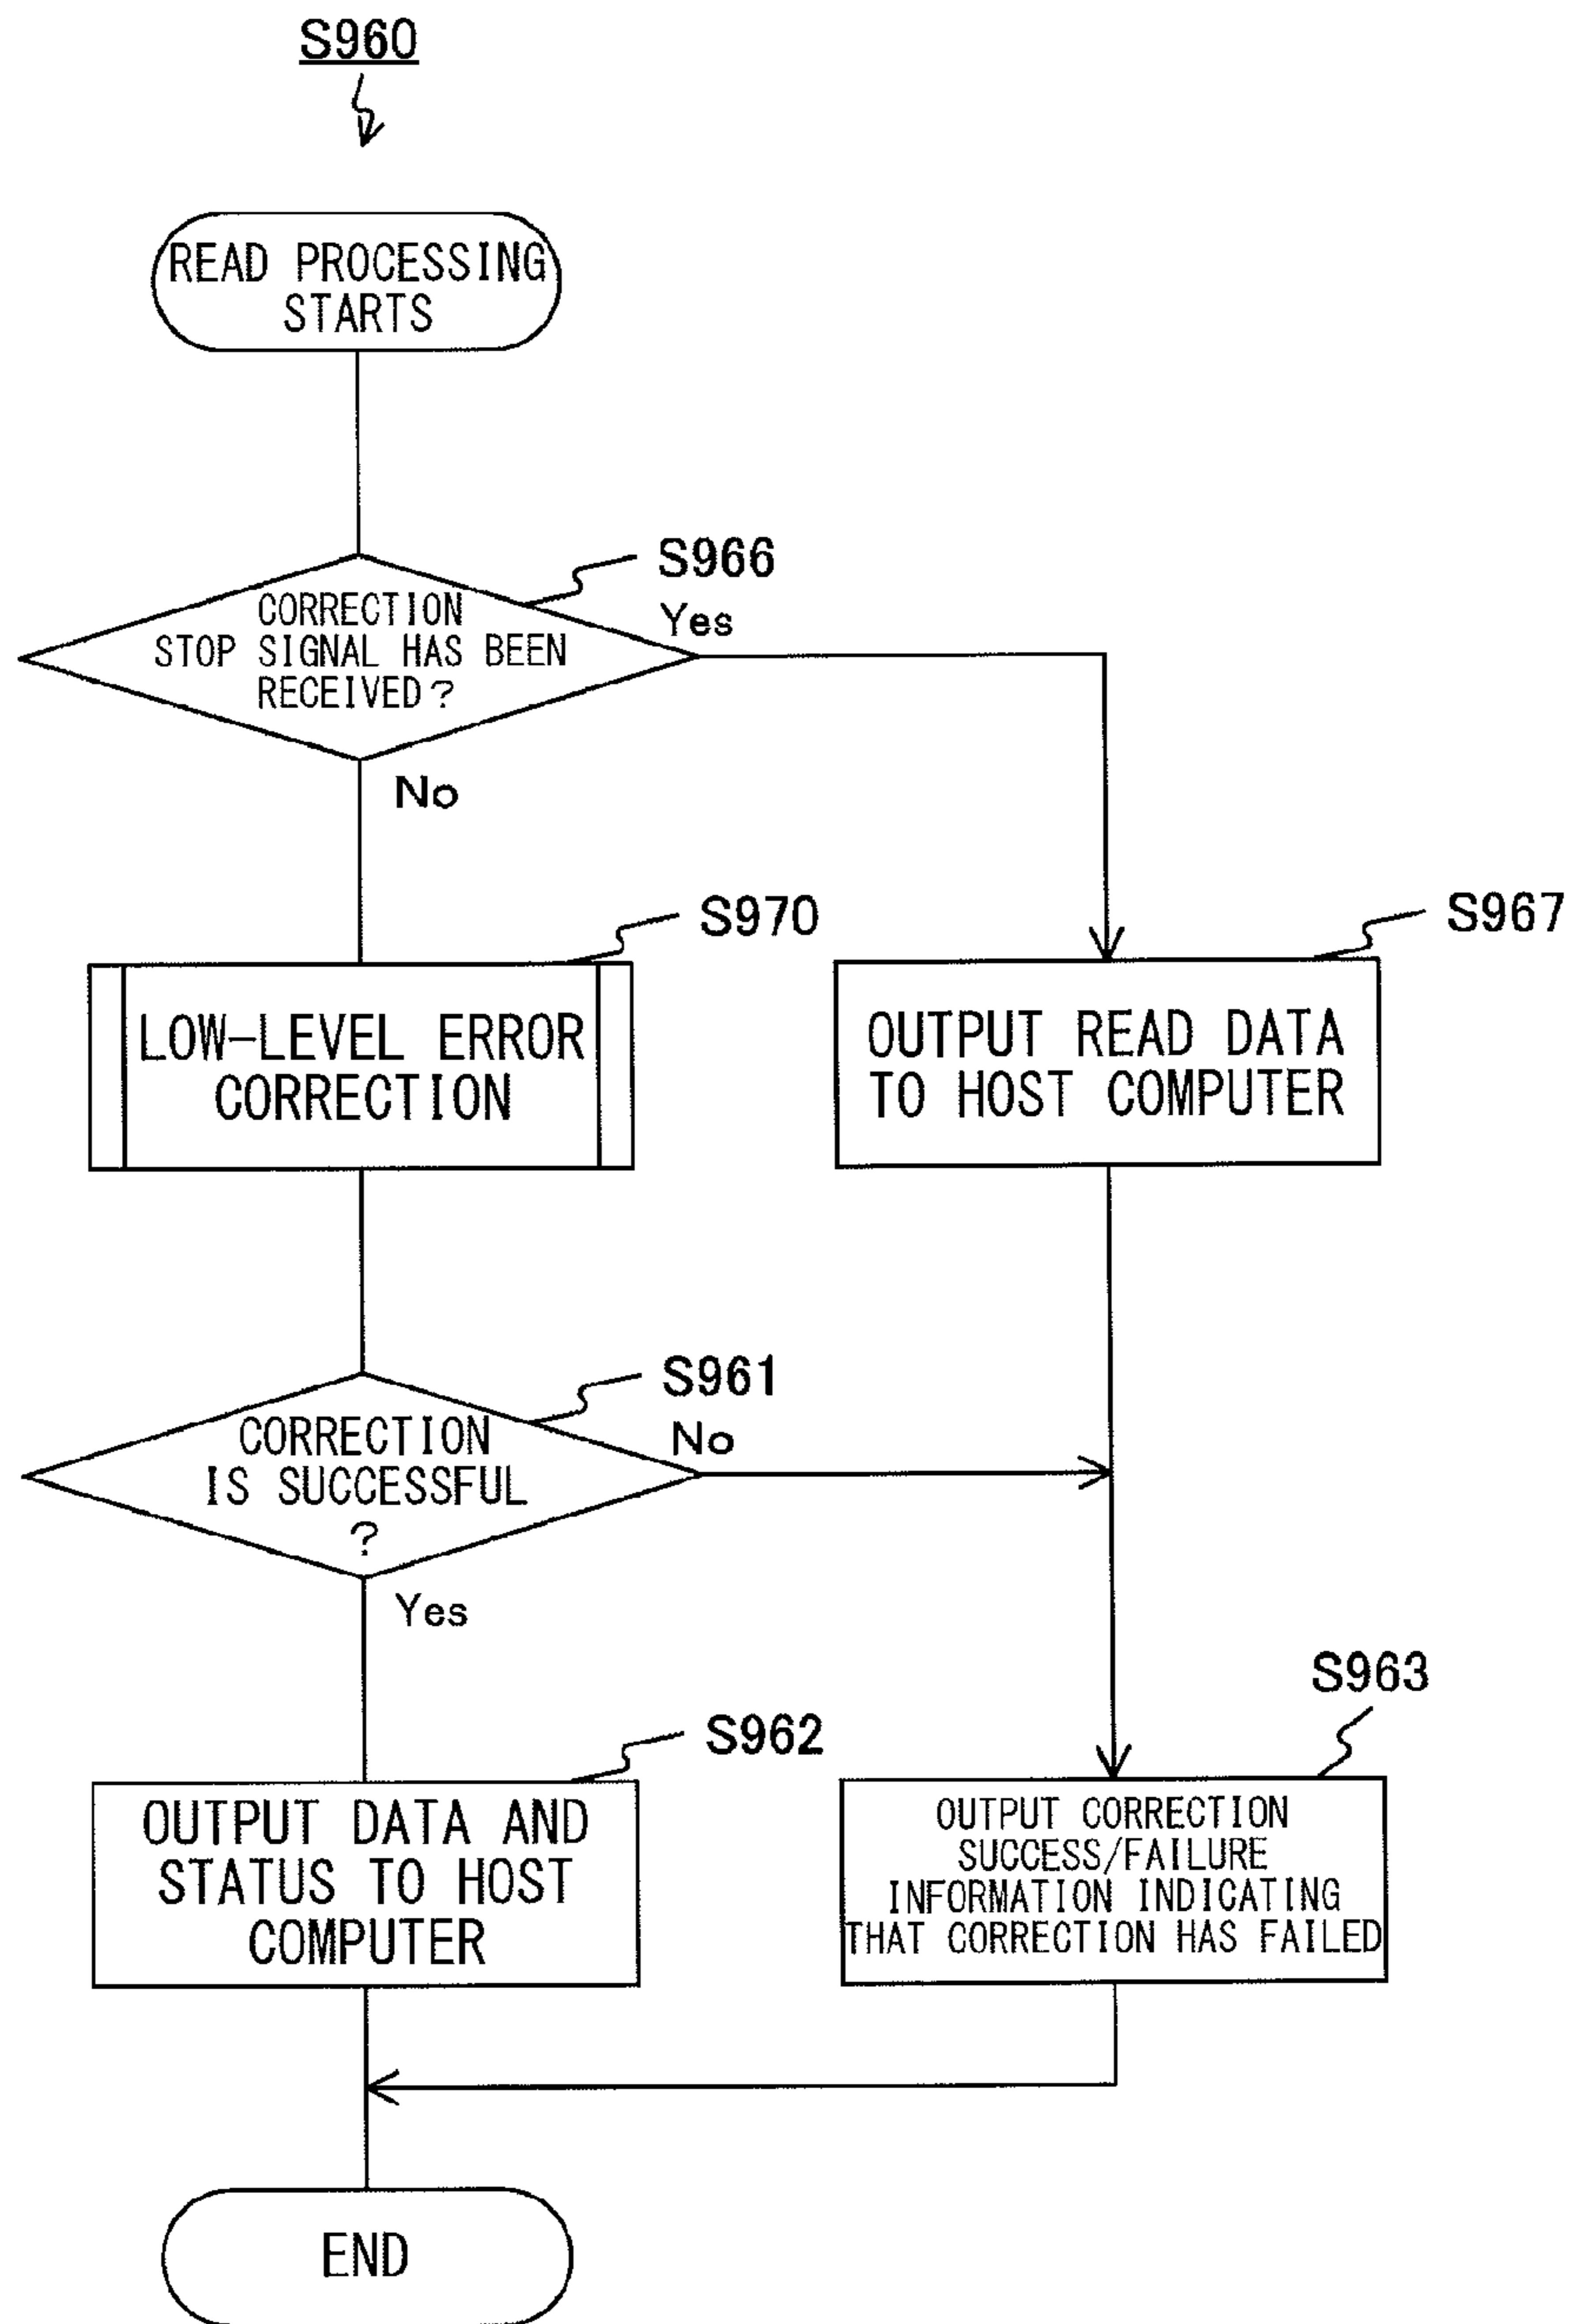 S960
READ PROCESSING
STARTS
S966
CORRECTION
STOP SIGNAL HAS BEEN
RECEIVED?
Yes
No
S970
LOW-LEVEL ERROR
CORRECTION
S967
OUTPUT READ DATA
TO HOST COMPUTER
S961
CORRECTION
IS SUCCESSFUL
?
No
Yes
S962
OUTPUT DATA AND
STATUS TO HOST
COMPUTER
S963
OUTPUT CORRECTION
SUCCESS/FAILURE
INFORMATION INDICATING
THAT CORRECTION HAS FAILED
END